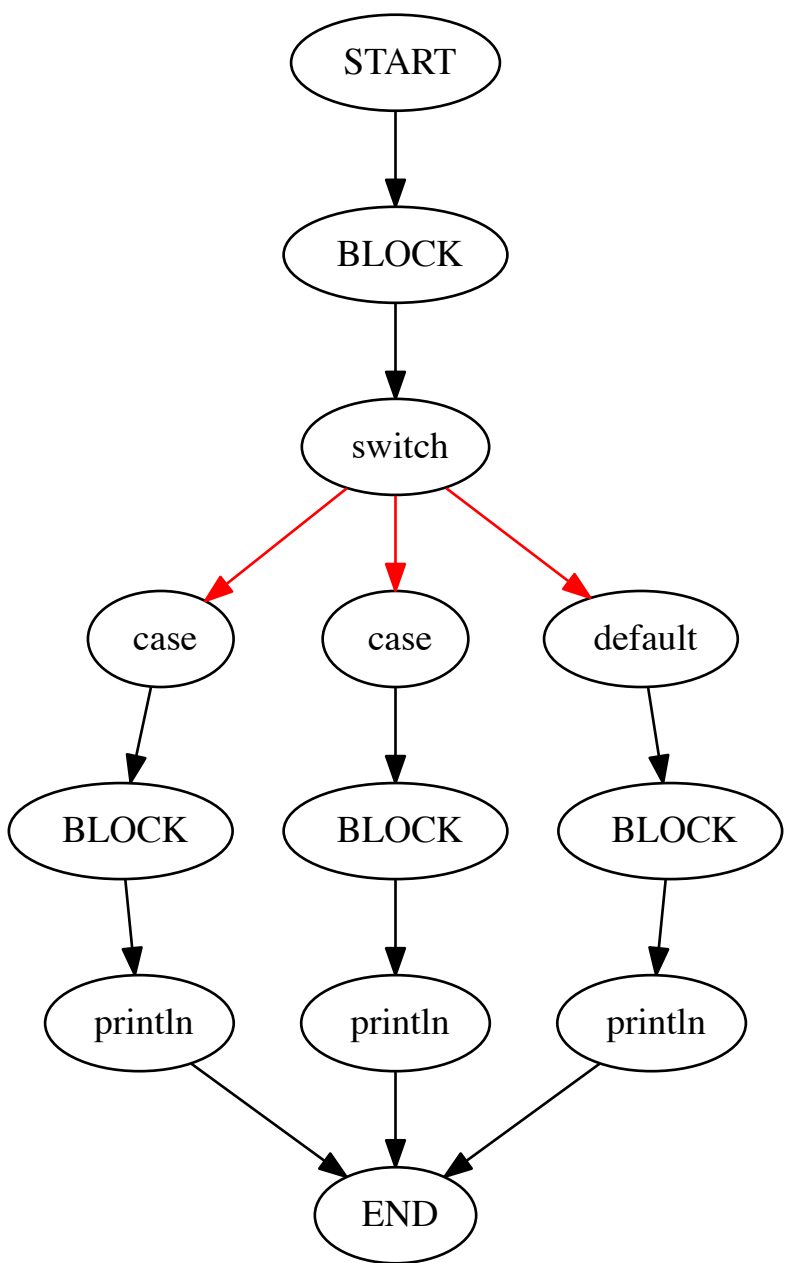 START
BLOCK
switch
case case default
BLOCK BLOCK BLOCK
println println println
END